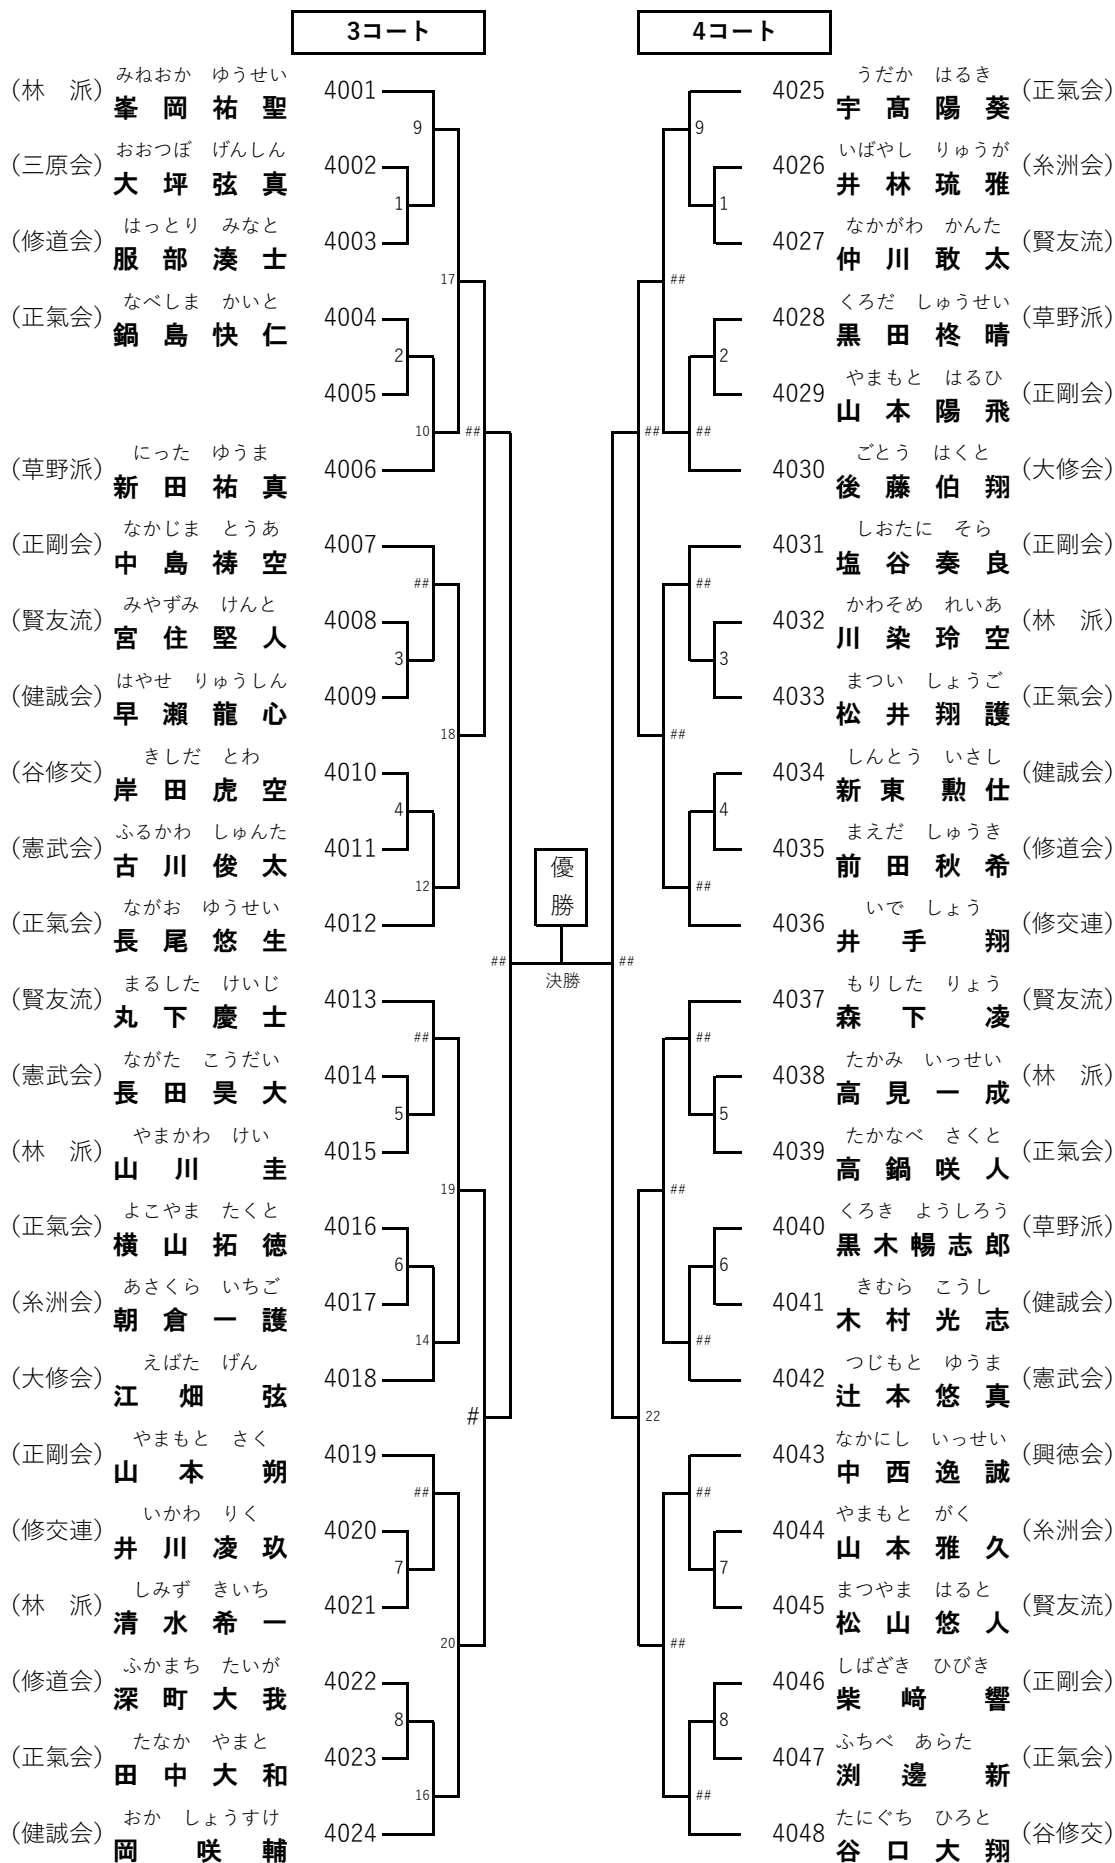 3コート
(林　派) みねおか　ゆうせい 4001
峯岡祐聖
9
(三原会) おおつぼ　げんしん 4002
大坪弦真
1
(修道会) はっとり　みなと 4003
服部湊士
17
(正氣会) なべしま　かいと 4004
鍋島快仁
2
4005
10 ##
(草野派) にった　ゆうま 4006
新田祐真
(正剛会) なかじま　とうあ 4007
中島祷空
##
(賢友流) みやずみ　けんと 4008
宮住堅人
3
(健誠会) はやせ　りゅうしん 4009
早瀬龍心
18
(谷修交) きしだ　とわ 4010
岸田虎空
4
(憲武会) ふるかわ　しゅんた 4011
古川俊太
12
(正氣会) ながお　ゆうせい 4012
長尾悠生
##
(賢友流) まるした　けいじ 4013
丸下慶士
##
(憲武会) ながた　こうだい 4014
長田昊大
5
(林　派) やまかわ　けい 4015
山川圭
19
(正氣会) よこやま　たくと 4016
横山拓徳
6
(糸洲会) あさくら　いちご 4017
朝倉一護
14
(大修会) えばた　げん 4018
江畑弦
#
(正剛会) やまもと　さく 4019
山本朔
##
(修交連) いかわ　りく 4020
井川凌玖
7
(林　派) しみず　きいち 4021
清水希一
20
(修道会) ふかまち　たいが 4022
深町大我
8
(正氣会) たなか　やまと 4023
田中大和
16
(健誠会) おか　しょうすけ 4024
岡咲輔
優
勝
決勝
4コート
4025 うだか　はるき (正氣会)
宇髙陽葵
9
4026 いばやし　りゅうが (糸洲会)
井林琉雅
1
4027 なかがわ　かんた (賢友流)
仲川敢太
##
4028 くろだ　しゅうせい (草野派)
黒田柊晴
2
4029 やまもと　はるひ (正剛会)
山本陽飛
## ##
4030 ごとう　はくと (大修会)
後藤伯翔
4031 しおたに　そら (正剛会)
塩谷奏良
##
4032 かわそめ　れいあ (林　派)
川染玲空
3
4033 まつい　しょうご (正氣会)
松井翔護
##
4034 しんとう　いさし (健誠会)
新東勲仕
4
4035 まえだ　しゅうき (修道会)
前田秋希
##
4036 いで　しょう (修交連)
井手翔
##
4037 もりした　りょう (賢友流)
森下凌
##
4038 たかみ　いっせい (林　派)
高見一成
5
4039 たかなべ　さくと (正氣会)
高鍋咲人
##
4040 くろき　ようしろう (草野派)
黒木暢志郎
6
4041 きむら　こうし (健誠会)
木村光志
##
4042 つじもと　ゆうま (憲武会)
辻本悠真
22
4043 なかにし　いっせい (興徳会)
中西逸誠
##
4044 やまもと　がく (糸洲会)
山本雅久
7
4045 まつやま　はると (賢友流)
松山悠人
##
4046 しばざき　ひびき (正剛会)
柴﨑響
8
4047 ふちべ　あらた (正氣会)
渕邊新
##
4048 たにぐち　ひろと (谷修交)
谷口大翔